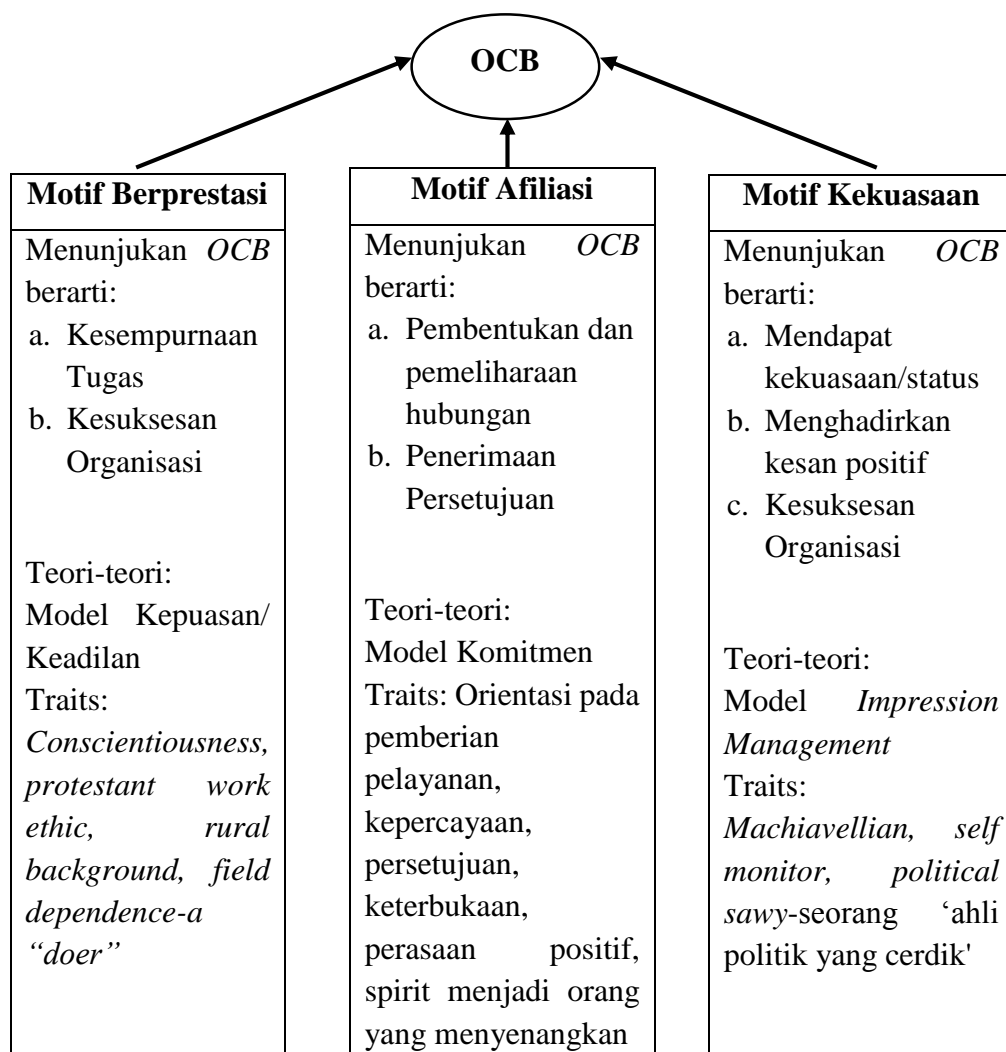 OCB
Motif Berprestasi
Menunjukan OCB
berarti:
a. Kesempurnaan
Tugas
b. Kesuksesan
Organisasi
Teori-teori:
Model Kepuasan/
Keadilan
Traits:
Conscientiousness,
protestant work
ethic, rural
background, field
dependence-a
“doer”
Motif Afiliasi
Menunjukan OCB
berarti:
a. Pembentukan dan
pemeliharaan
hubungan
b. Penerimaan
Persetujuan
Teori-teori:
Model Komitmen
Traits: Orientasi pada
pemberian
pelayanan,
kepercayaan,
persetujuan,
keterbukaan,
perasaan positif,
spirit menjadi orang
yang menyenangkan
Motif Kekuasaan
Menunjukan OCB
berarti:
a. Mendapat
kekuasaan/status
b. Menghadirkan
kesan positif
c. Kesuksesan
Organisasi
Teori-teori:
Model Impression
Management
Traits:
Machiavellian, self
monitor, political
sawy-seorang ‘ahli
politik yang cerdik'